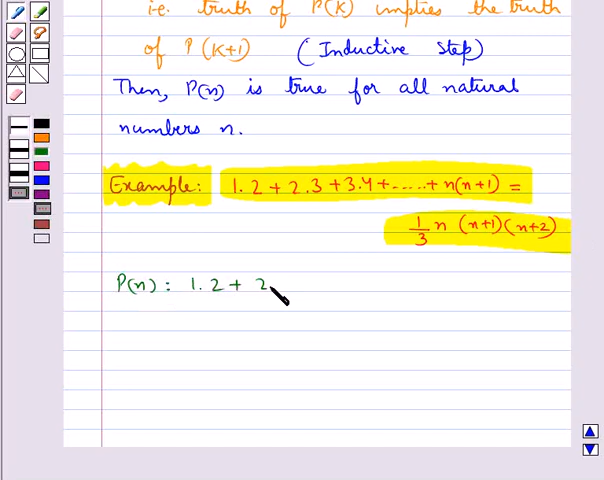 i.e. truth of P(K) implies the truth
of P(K+1) (Inductive Step)
Then, P(n) is true for all natural
numbers n.
Example: 1.2 + 2.3 + 3.4 + ..... + n(n+1) =
1/3 n (n+1)(n+2)
P(n): 1.2 + 2